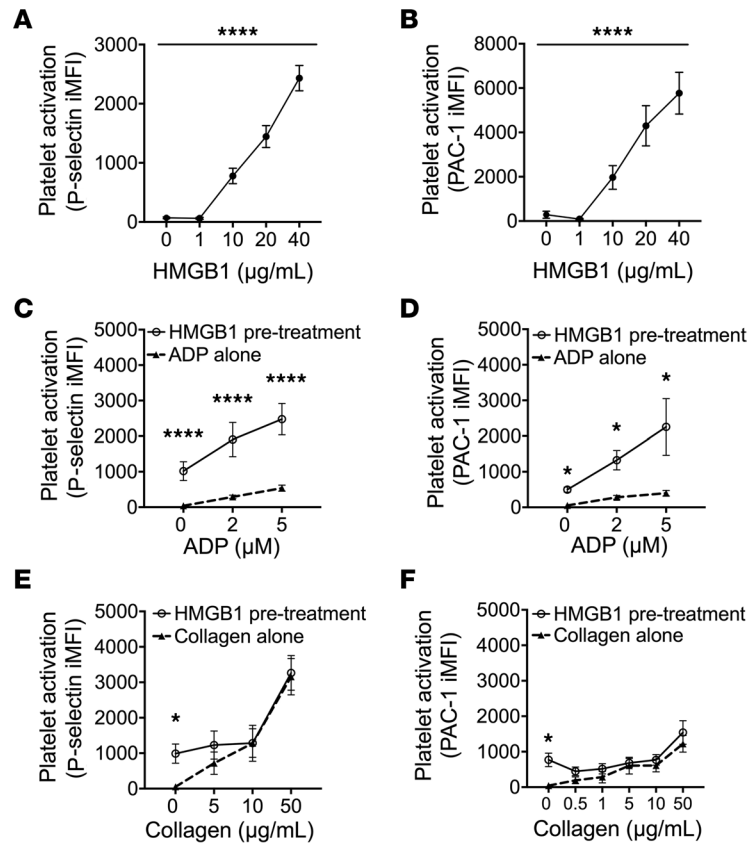 A
Platelet activation
(P-selectin iMFI)
3000
2000
1000
0
****
0 1 10 20 40
HMGB1 (µg/mL)
B
Platelet activation
(PAC-1 iMFI)
8000
6000
4000
2000
0
****
0 1 10 20 40
HMGB1 (µg/mL)
C
Platelet activation
(P-selectin iMFI)
5000
4000
3000
2000
1000
0
HMGB1 pre-treatment
ADP alone
****
****
****
0 2 5
ADP (µM)
D
Platelet activation
(PAC-1 iMFI)
5000
4000
3000
2000
1000
0
HMGB1 pre-treatment
ADP alone
*
*
*
0 2 5
ADP (µM)
E
Platelet activation
(P-selectin iMFI)
5000
4000
3000
2000
1000
0
HMGB1 pre-treatment
Collagen alone
*
0 5 10 50
Collagen (µg/mL)
F
Platelet activation
(PAC-1 iMFI)
5000
4000
3000
2000
1000
0
HMGB1 pre-treatment
Collagen alone
*
0 0.5 1 5 10 50
Collagen (µg/mL)